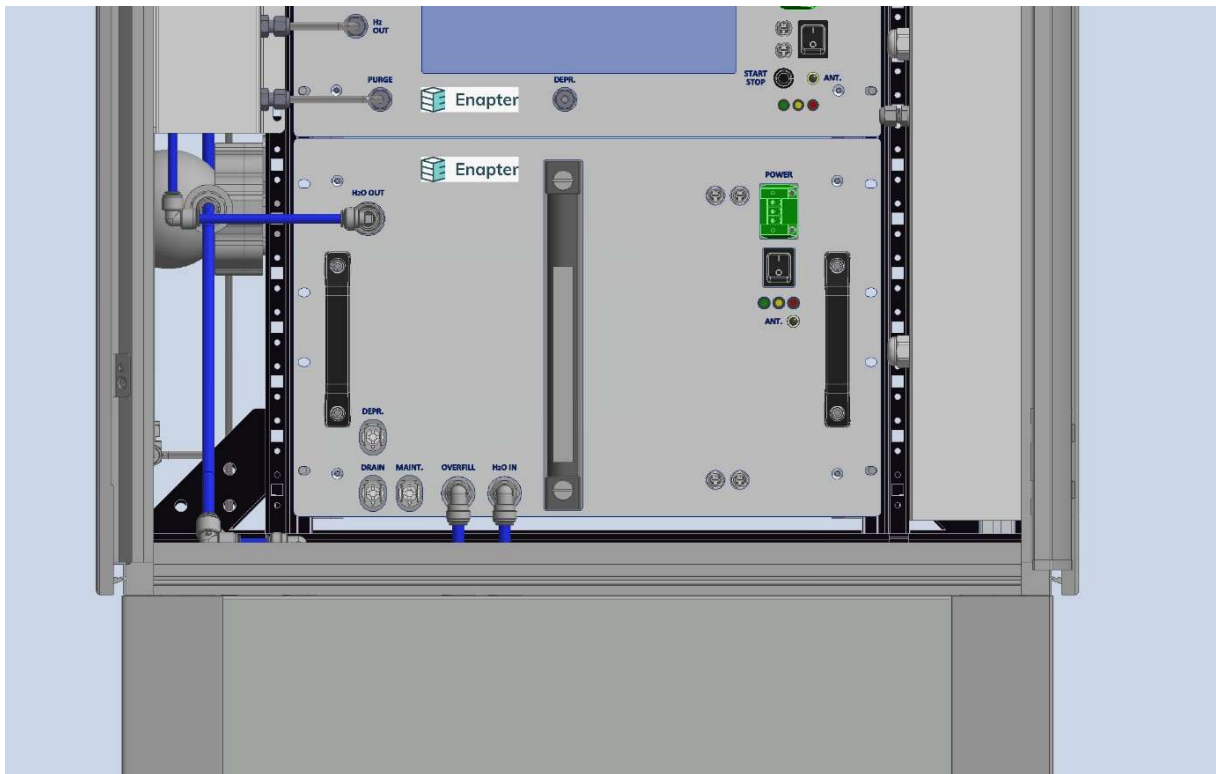 H₂
OUT
PURGE
Enapter
DEPR.
START
STOP
ANT.
Enapter
H₂O OUT
POWER
ANT.
DEPR.
DRAIN MAINT. OVERFILL H₂O IN